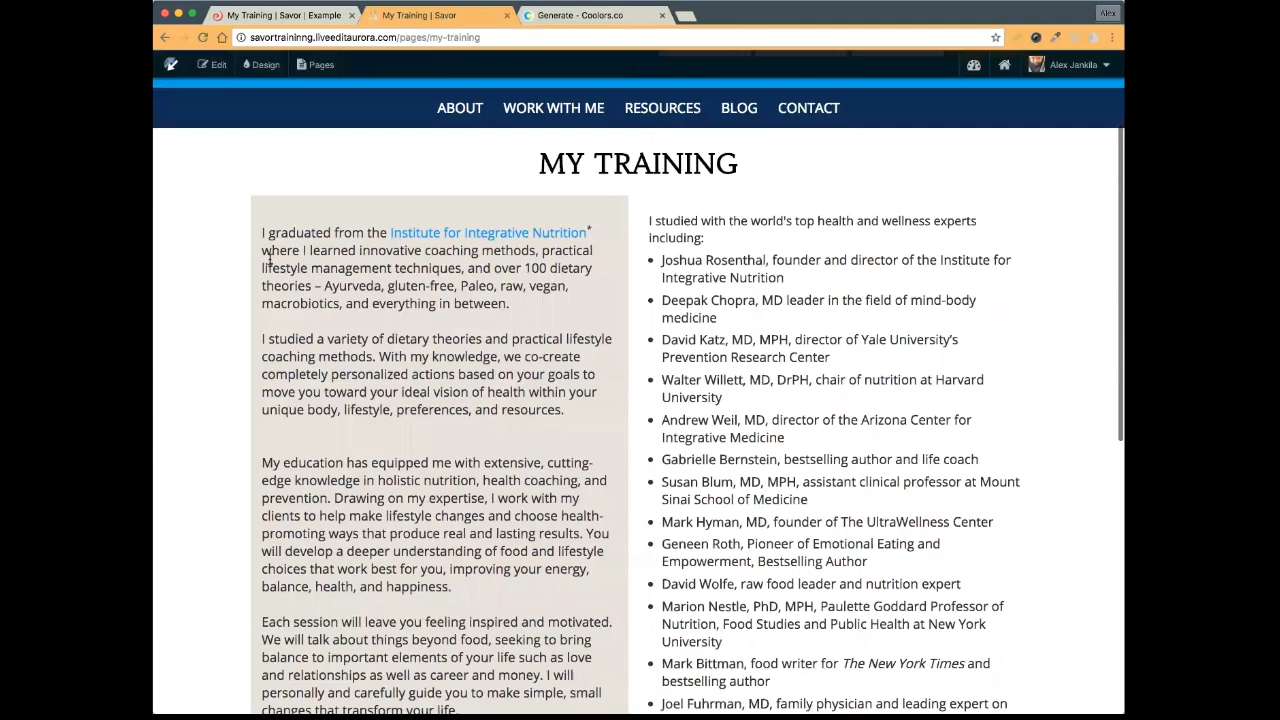 My Training | Savor | Example
My Training | Savor
Generate - Coolors.co
Alex
savortraininng.liveeditaurora.com/pages/my-training
Edit
Design
Pages
Alex Jankila
ABOUT
WORK WITH ME
RESOURCES
BLOG
CONTACT
MY TRAINING
I graduated from the Institute for Integrative Nutrition*
where I learned innovative coaching methods, practical
lifestyle management techniques, and over 100 dietary
theories – Ayurveda, gluten-free, Paleo, raw, vegan,
macrobiotics, and everything in between.
I studied a variety of dietary theories and practical lifestyle
coaching methods. With my knowledge, we co-create
completely personalized actions based on your goals to
move you toward your ideal vision of health within your
unique body, lifestyle, preferences, and resources.
My education has equipped me with extensive, cutting-
edge knowledge in holistic nutrition, health coaching, and
prevention. Drawing on my expertise, I work with my
clients to help make lifestyle changes and choose health-
promoting ways that produce real and lasting results. You
will develop a deeper understanding of food and lifestyle
choices that work best for you, improving your energy,
balance, health, and happiness.
Each session will leave you feeling inspired and motivated.
We will talk about things beyond food, seeking to bring
balance to important elements of your life such as love
and relationships as well as career and money. I will
personally and carefully guide you to make simple, small
changes that transform your life.
I studied with the world's top health and wellness experts
including:
• Joshua Rosenthal, founder and director of the Institute for
Integrative Nutrition
• Deepak Chopra, MD leader in the field of mind-body
medicine
• David Katz, MD, MPH, director of Yale University's
Prevention Research Center
• Walter Willett, MD, DrPH, chair of nutrition at Harvard
University
• Andrew Weil, MD, director of the Arizona Center for
Integrative Medicine
• Gabrielle Bernstein, bestselling author and life coach
• Susan Blum, MD, MPH, assistant clinical professor at Mount
Sinai School of Medicine
• Mark Hyman, MD, founder of The UltraWellness Center
• Geneen Roth, Pioneer of Emotional Eating and
Empowerment, Bestselling Author
• David Wolfe, raw food leader and nutrition expert
• Marion Nestle, PhD, MPH, Paulette Goddard Professor of
Nutrition, Food Studies and Public Health at New York
University
• Mark Bittman, food writer for The New York Times and
bestselling author
• Joel Fuhrman, MD, family physician and leading expert on